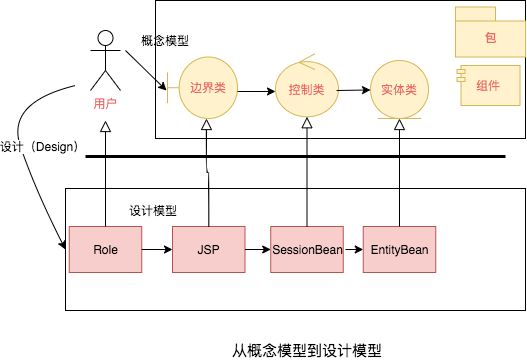 概念模型
包
边界类
控制类
实体类
组件
用户
设计（Design）
设计模型
Role
JSP
SessionBean
EntityBean
从概念模型到设计模型